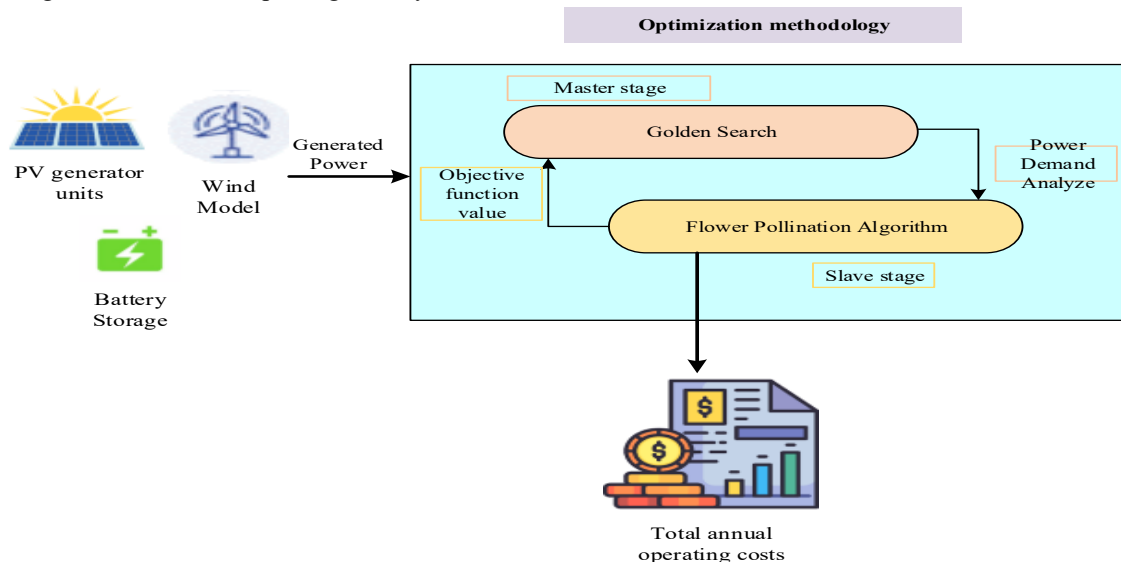 Optimization methodology
Master stage
Golden Search
Generated
Power
PV generator
units
Wind
Model
Objective
function
value
Power
Demand
Analyze
Flower Pollination Algorithm
Slave stage
Battery
Storage
$
$
Total annual
operating costs